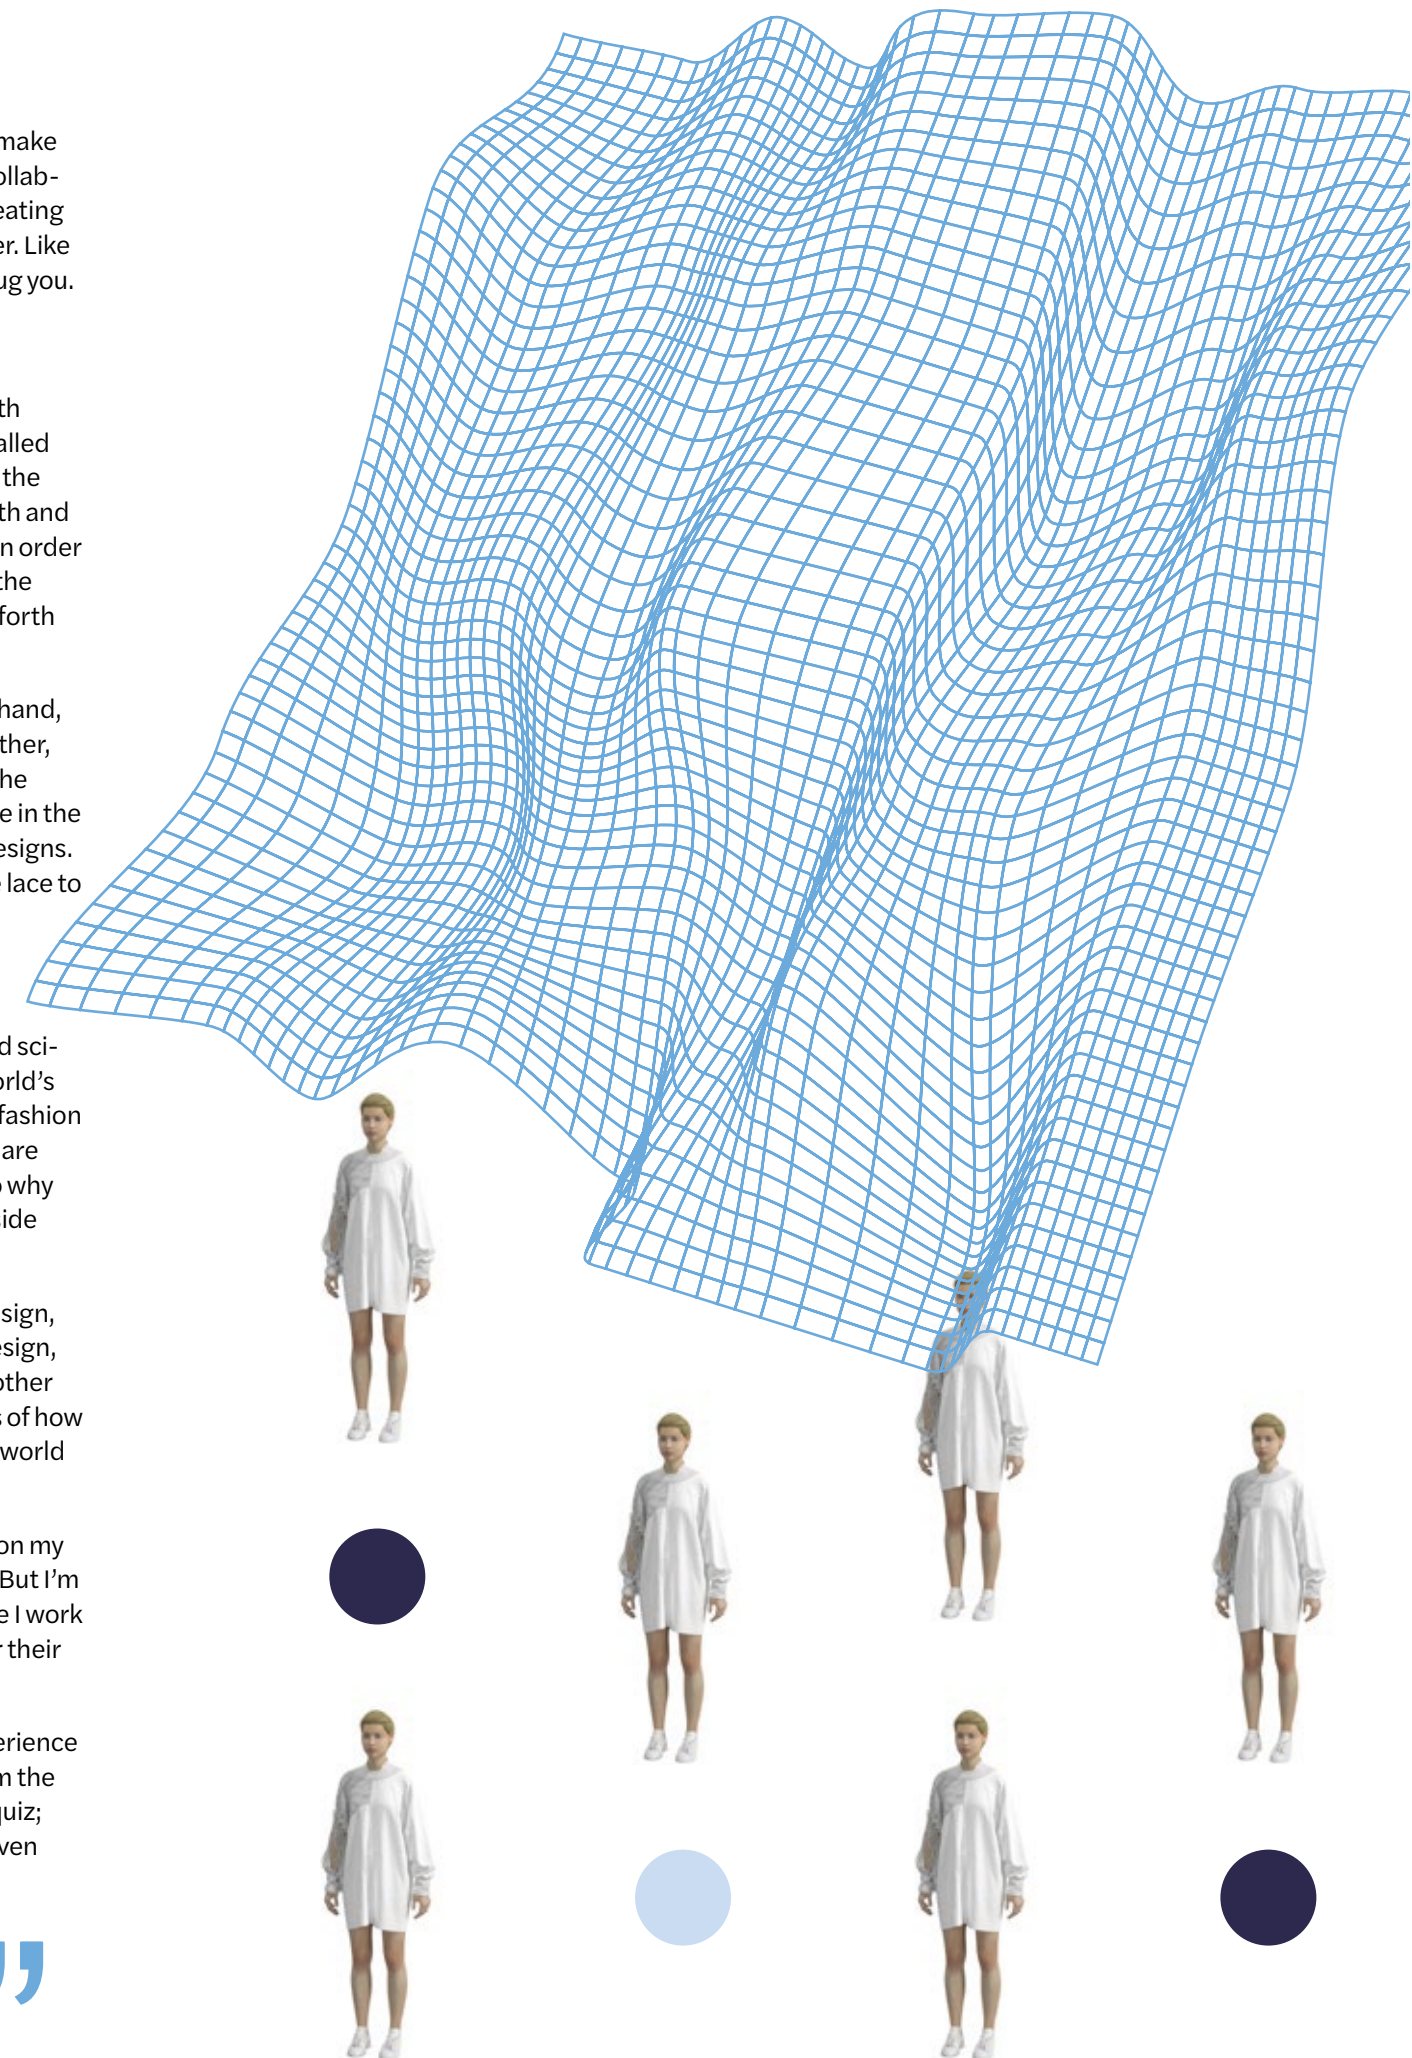 make
ollab-
eating
er. Like
ug you.
th
alled
the
th and
n order
the
forth
hand,
ther,
he
e in the
esigns.
e lace to
d sci-
orld's
fashion
are
o why
side
sign,
esign,
other
s of how
world
on my
But I'm
e I work
r their
erience
m the
quiz;
ven
”